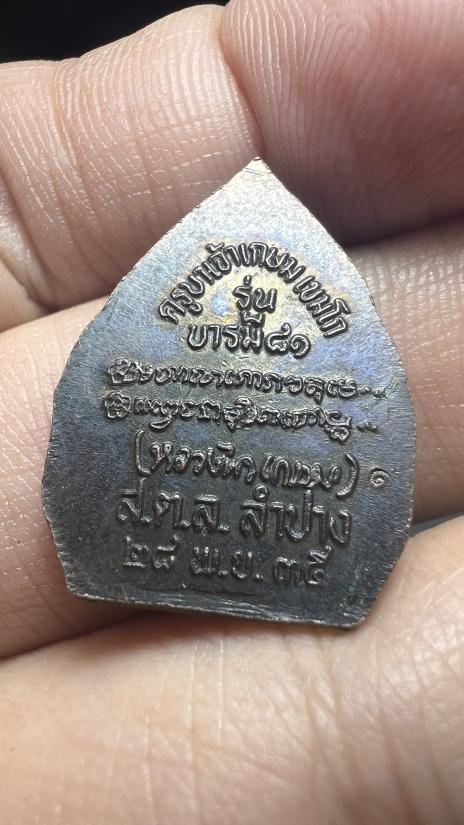 ครูบาเจ้าเกษม เขมโก
รุ่น
บารมี๘๑
(หลวงพ่อเกษม) ๑
ส.ต.ล. ลำปาง
๒๘ พ.ย. ๓๕